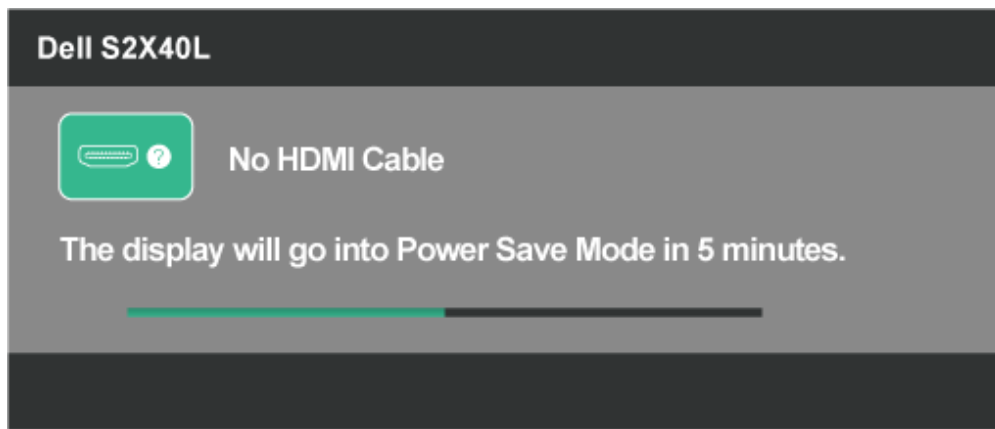 Dell S2X40L
?
No HDMI Cable
The display will go into Power Save Mode in 5 minutes.